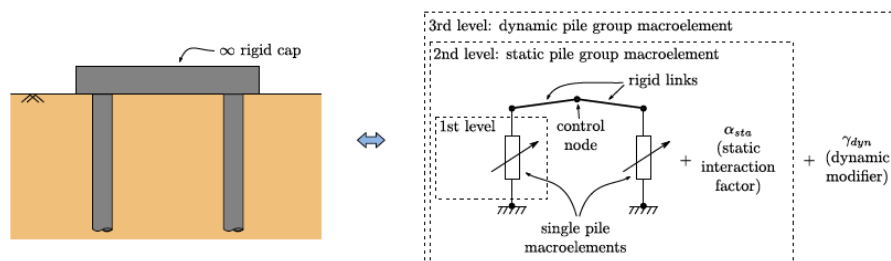 ∞ rigid cap
3rd level: dynamic pile group macroelement
2nd level: static pile group macroelement
rigid links
1st level
control
node
α_sta
(static
interaction
factor)
+
γ_dyn
(dynamic
modifier)
+
single pile
macroelements